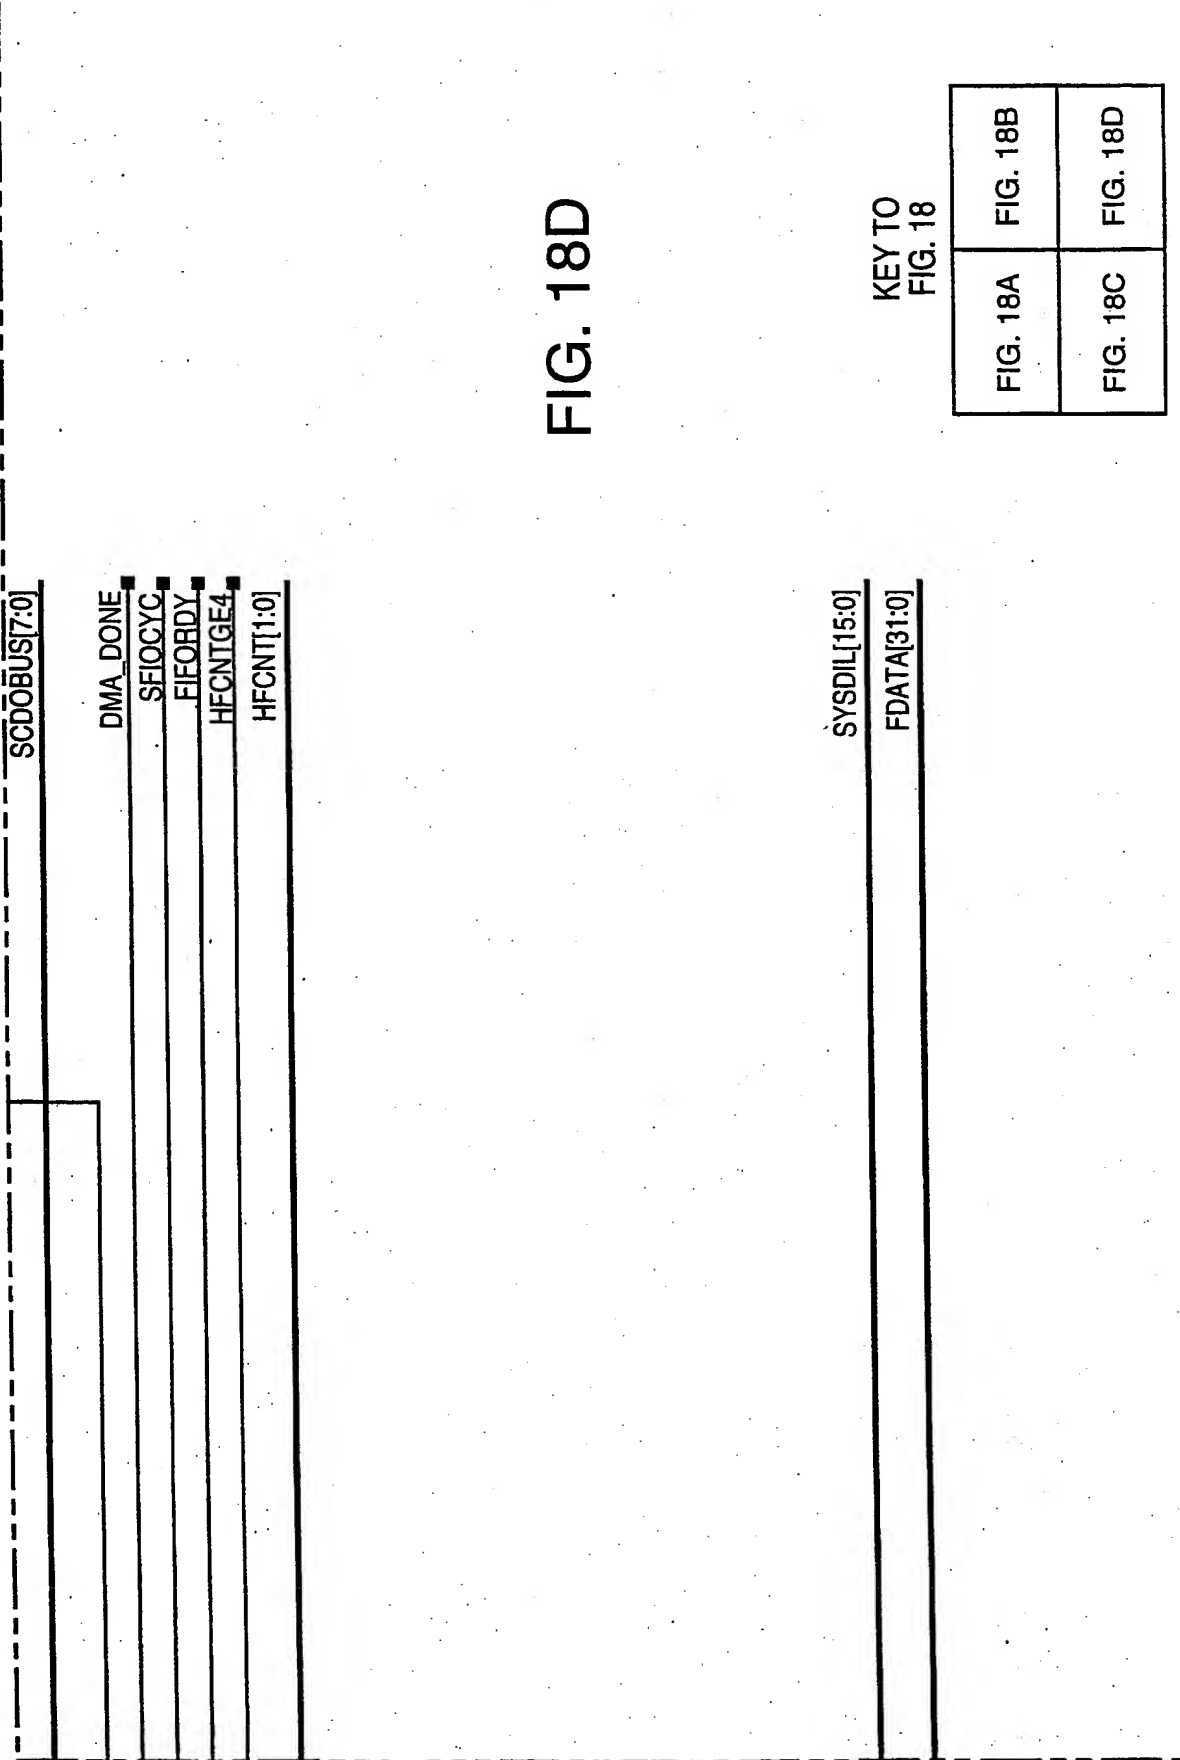 SCDOBUS[7:0]
DMA_DONE
SFIOCYC
FIFORDY
HFCNTGE4
HFCNT[1:0]
FIG. 18D
SYSDIL[15:0]
FDATA[31:0]
KEY TO
FIG. 18
FIG. 18A FIG. 18B
FIG. 18C FIG. 18D